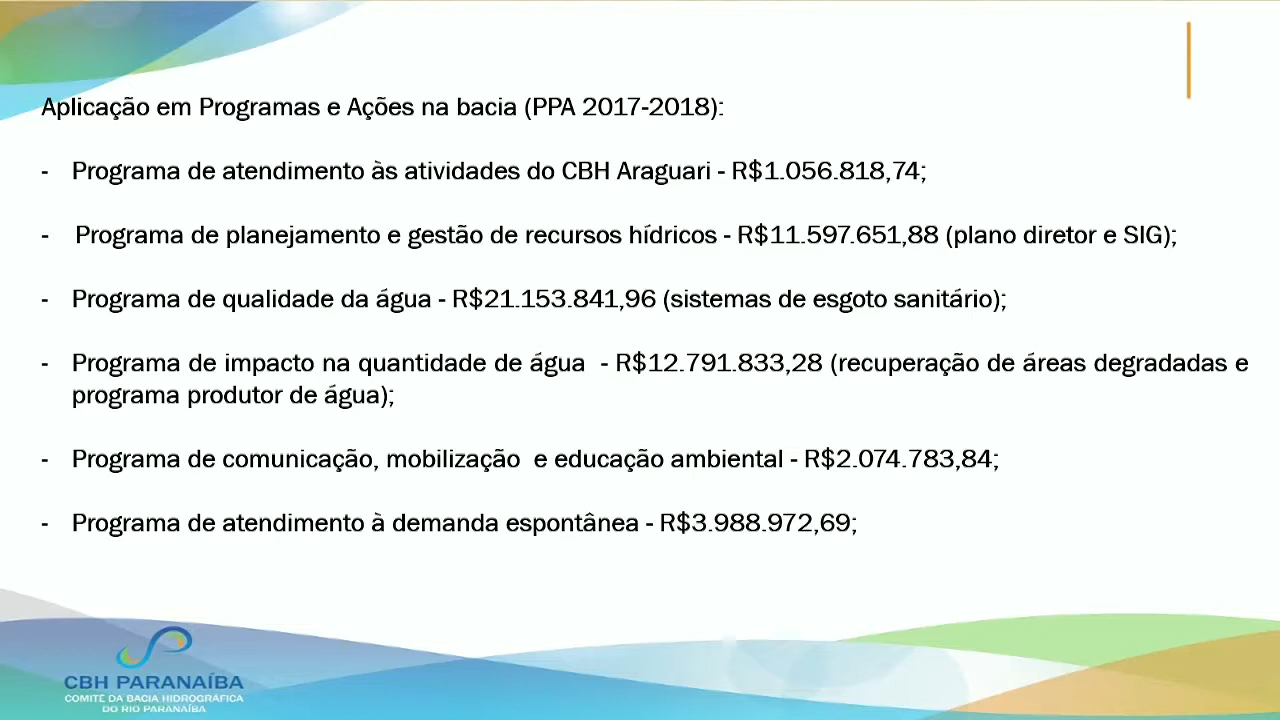 Aplicação em Programas e Ações na bacia (PPA 2017-2018):
- Programa de atendimento às atividades do CBH Araguari - R$1.056.818,74;
- Programa de planejamento e gestão de recursos hídricos - R$11.597.651,88 (plano diretor e SIG);
- Programa de qualidade da água - R$21.153.841,96 (sistemas de esgoto sanitário);
- Programa de impacto na quantidade de água - R$12.791.833,28 (recuperação de áreas degradadas e
programa produtor de água);
- Programa de comunicação, mobilização e educação ambiental - R$2.074.783,84;
- Programa de atendimento à demanda espontânea - R$3.988.972,69;
CBH PARANAÍBA
COMITÊ DA BACIA HIDROGRÁFICA
DO RIO PARANAÍBA